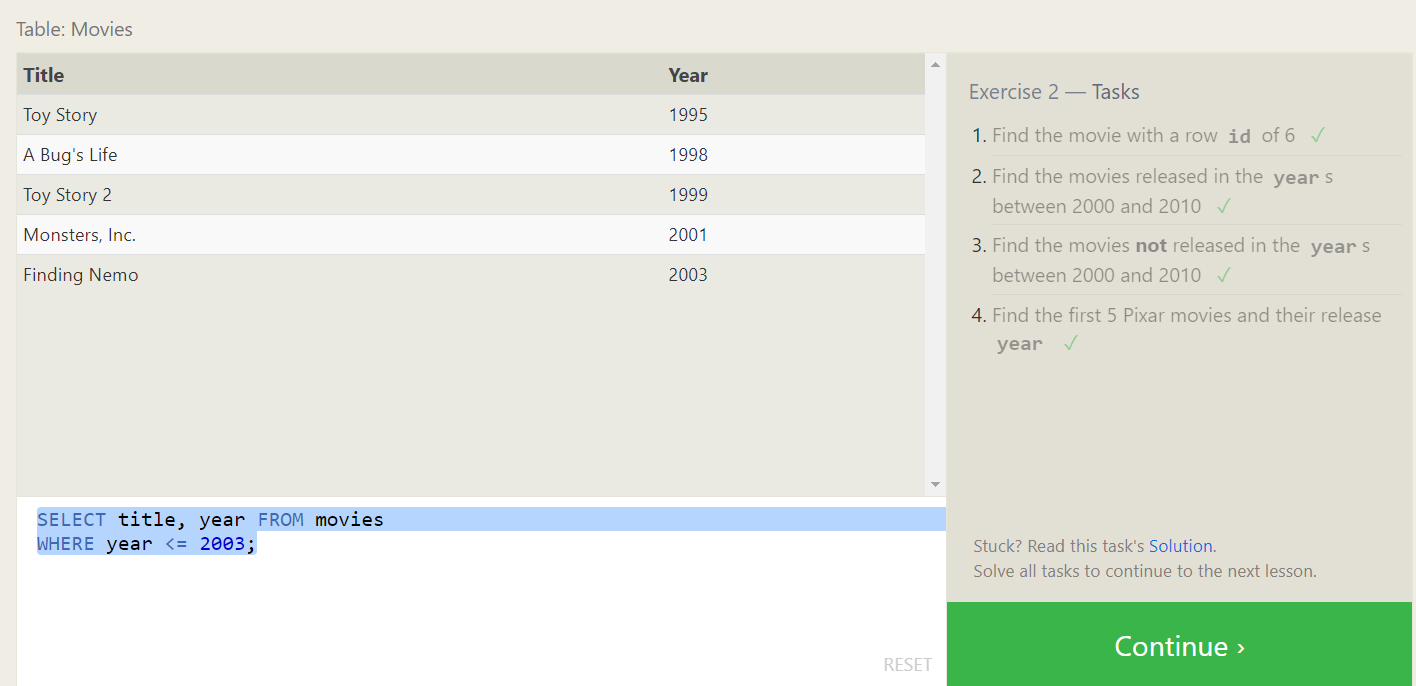 Table: Movies
Title Year
Toy Story 1995
A Bug's Life 1998
Toy Story 2 1999
Monsters, Inc. 2001
Finding Nemo 2003
SELECT title, year FROM movies
WHERE year <= 2003;
RESET
Exercise 2 — Tasks
1. Find the movie with a row id of 6 ✓
2. Find the movies released in the year s
between 2000 and 2010 ✓
3. Find the movies not released in the year s
between 2000 and 2010 ✓
4. Find the first 5 Pixar movies and their release
year ✓
Stuck? Read this task's Solution.
Solve all tasks to continue to the next lesson.
Continue ›